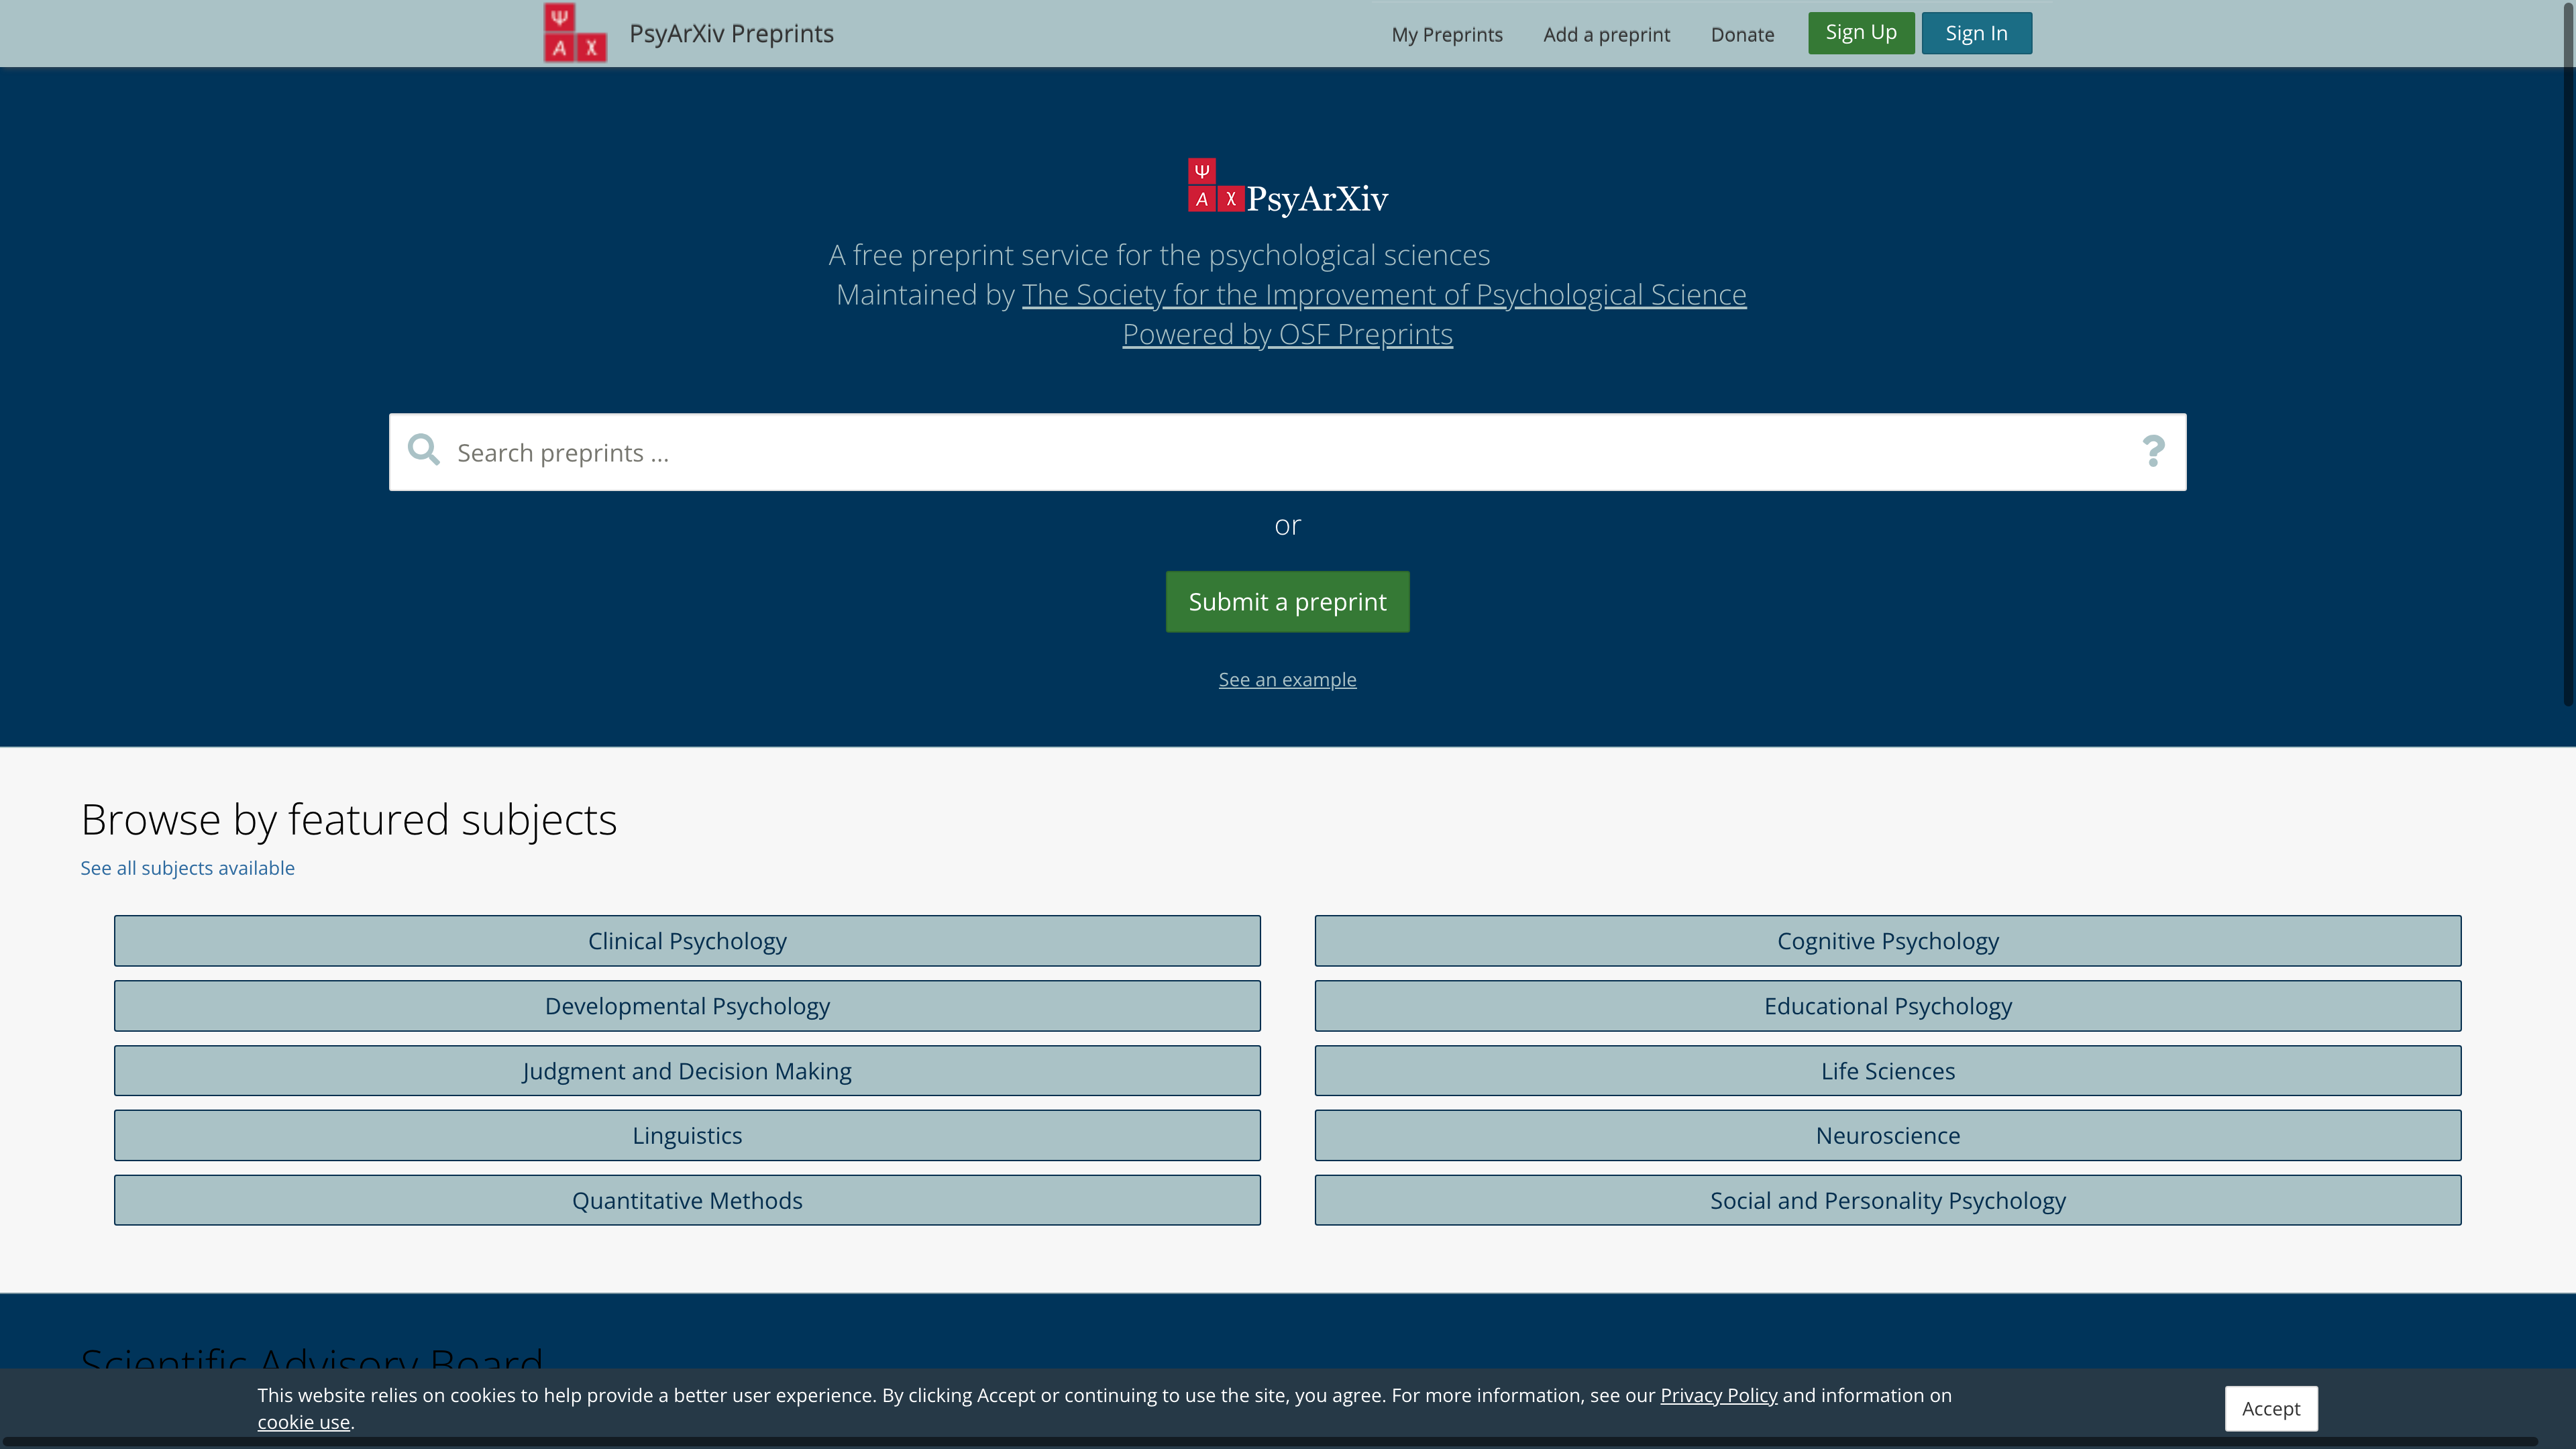 Ψ
A χ
PsyArXiv Preprints
My Preprints
Add a preprint
Donate
Sign Up
Sign In
Ψ
A χ PsyArXiv
A free preprint service for the psychological sciences
Maintained by The Society for the Improvement of Psychological Science
Powered by OSF Preprints
Search preprints ...
?
or
Submit a preprint
See an example
Browse by featured subjects
See all subjects available
Clinical Psychology
Cognitive Psychology
Developmental Psychology
Educational Psychology
Judgment and Decision Making
Life Sciences
Linguistics
Neuroscience
Quantitative Methods
Social and Personality Psychology
Scientific Advisory Board
This website relies on cookies to help provide a better user experience. By clicking Accept or continuing to use the site, you agree. For more information, see our Privacy Policy and information on
cookie use.
Accept